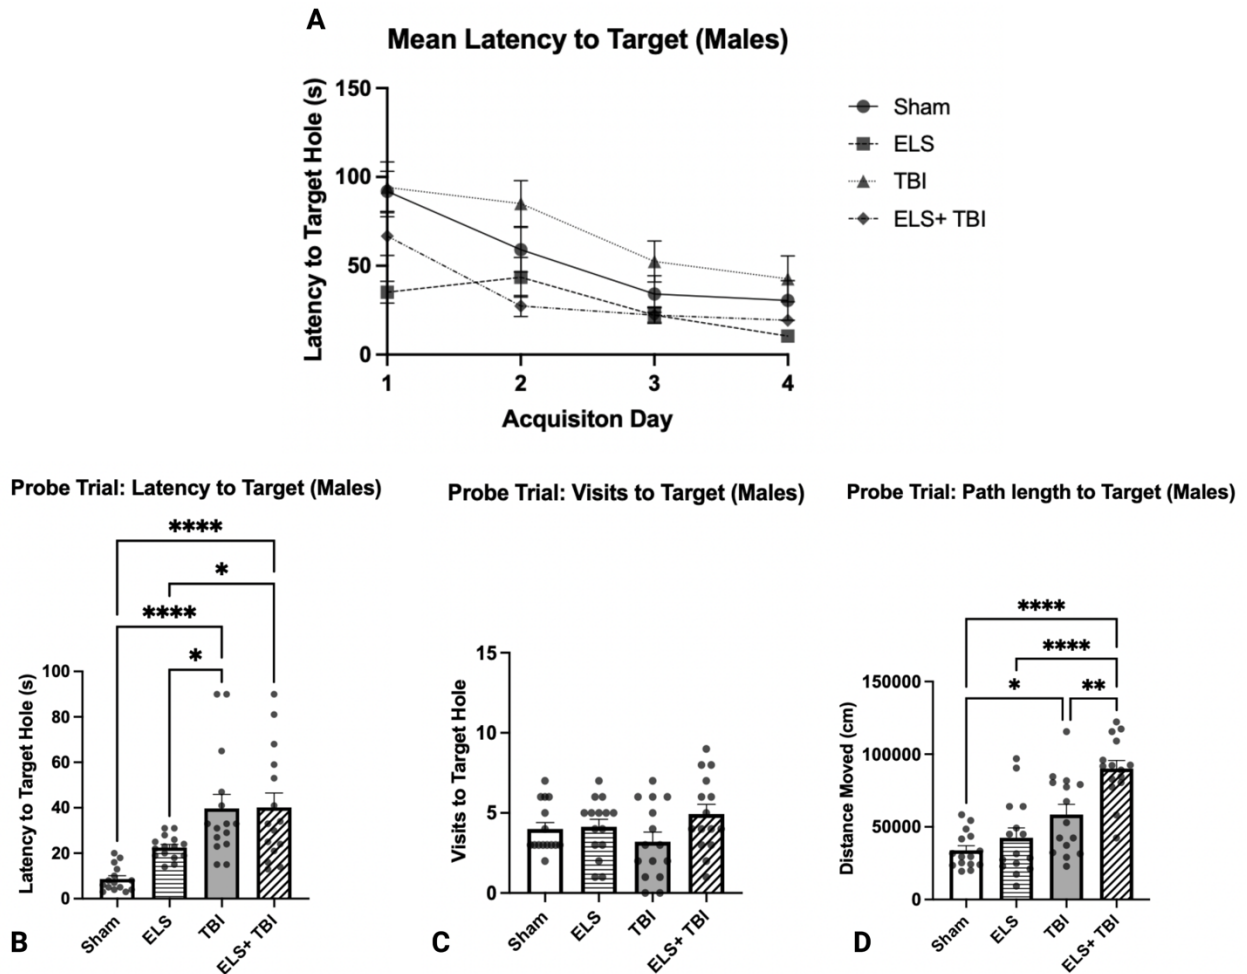 A
Mean Latency to Target (Males)
Latency to Target Hole (s)
150
100
50
0
1 2 3 4
Acquisiton Day
Sham
ELS
TBI
ELS+ TBI
Probe Trial: Latency to Target (Males)
****
*
****
*
Latency to Target Hole (s)
100
80
60
40
20
0
Sham
ELS
TBI
ELS+ TBI
B
Probe Trial: Visits to Target (Males)
Visits to Target Hole
15
10
5
0
Sham
ELS
TBI
ELS+ TBI
C
Probe Trial: Path length to Target (Males)
****
****
*
**
Distance Moved (cm)
150000
100000
50000
0
Sham
ELS
TBI
ELS+ TBI
D